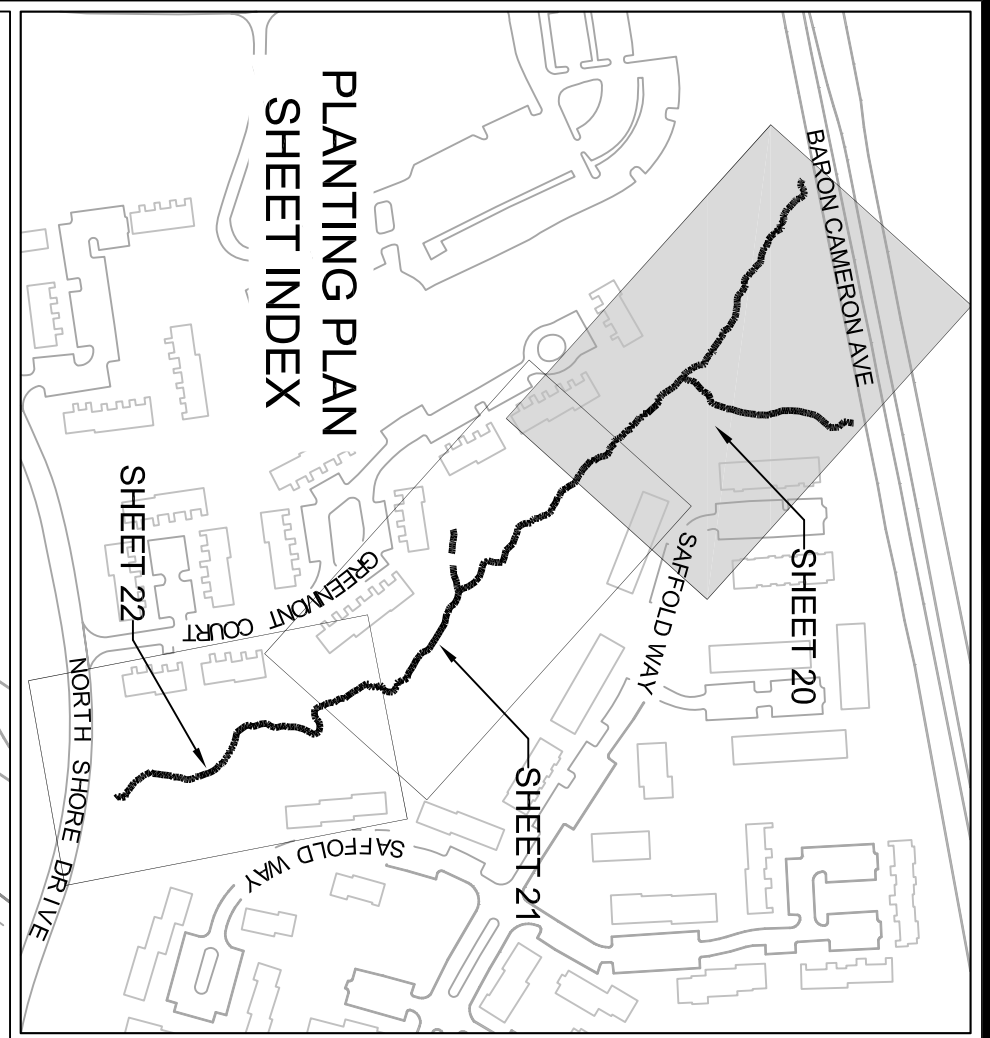 PLANTING PLAN
SHEET INDEX
BARON CAMERON AVE
SHEET 20
SAFFOLD WAY
SHEET 21
GREENMONT COURT
SHEET 22
SAFFOLD WAY
NORTH SHORE DRIVE